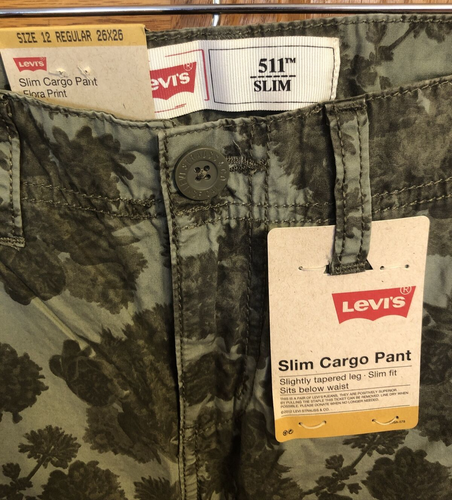 SIZE 12 REGULAR 26X26
Levi's
Slim Cargo Pant
Flora Print
Levi's
511™
SLIM
Levi's®
Slim Cargo Pant
Slightly tapered leg · Slim fit
Sits below waist